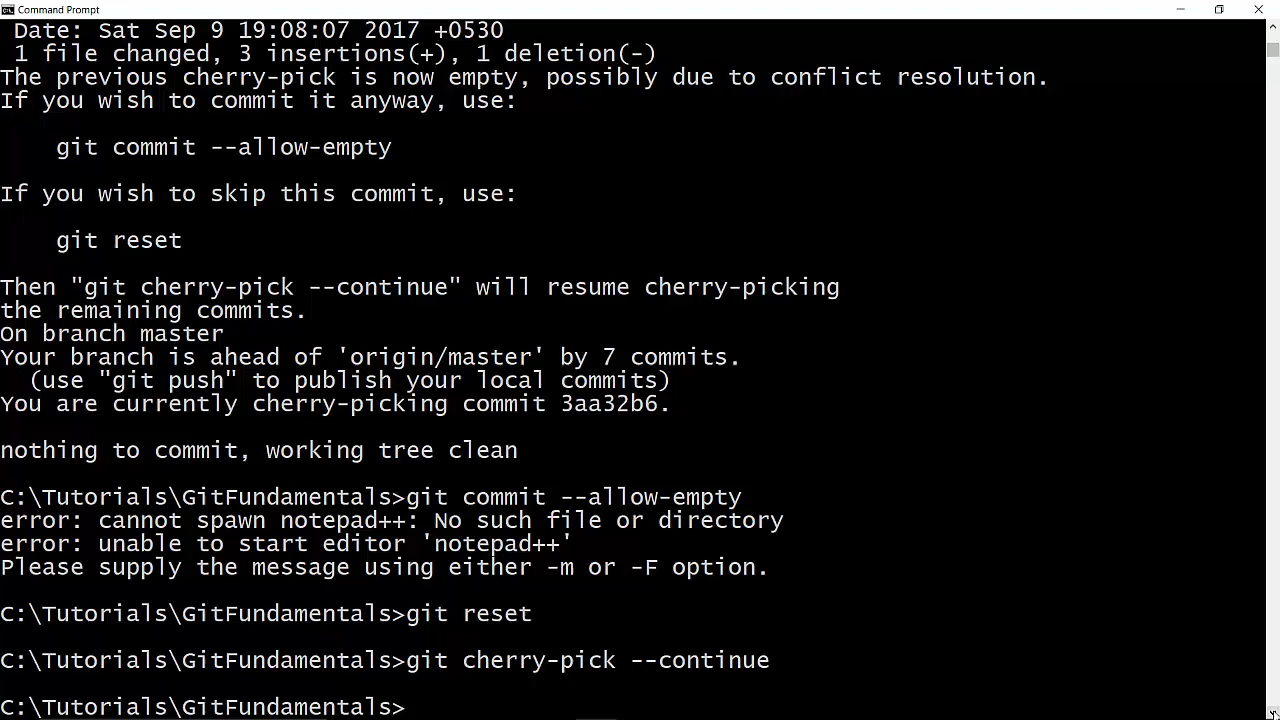 Command Prompt
Date: Sat Sep 9 19:08:07 2017 +0530
1 file changed, 3 insertions(+), 1 deletion(-)
The previous cherry-pick is now empty, possibly due to conflict resolution.
If you wish to commit it anyway, use:
git commit --allow-empty
If you wish to skip this commit, use:
git reset
Then "git cherry-pick --continue" will resume cherry-picking
the remaining commits.
On branch master
Your branch is ahead of 'origin/master' by 7 commits.
(use "git push" to publish your local commits)
You are currently cherry-picking commit 3aa32b6.
nothing to commit, working tree clean
C:\Tutorials\GitFundamentals>git commit --allow-empty
error: cannot spawn notepad++: No such file or directory
error: unable to start editor 'notepad++'
Please supply the message using either -m or -F option.
C:\Tutorials\GitFundamentals>git reset
C:\Tutorials\GitFundamentals>git cherry-pick --continue
C:\Tutorials\GitFundamentals>